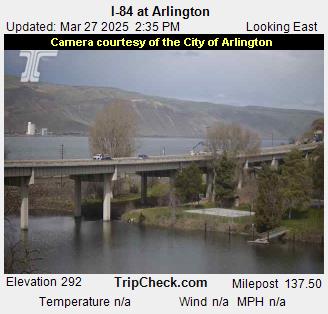 I-84 at Arlington
Updated: Mar 27 2025 2:35 PM Looking East
Camera courtesy of the City of Arlington
Elevation 292 TripCheck.com Milepost 137.50
Temperature n/a Wind n/a MPH n/a